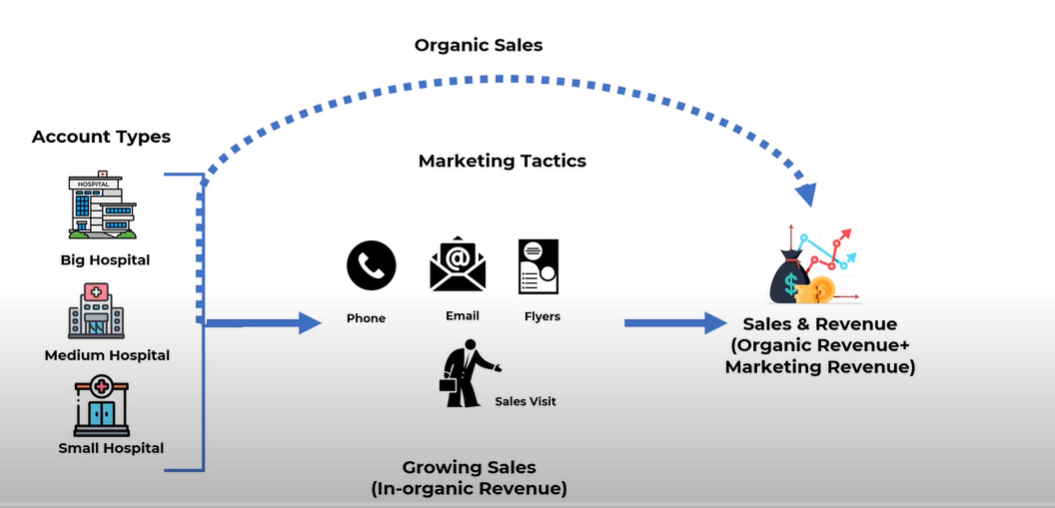 Organic Sales
Account Types
Marketing Tactics
HOSPITAL
Big Hospital
Medium Hospital
Small Hospital
@
Phone
Email
Flyers
Sales Visit
$
Sales & Revenue
(Organic Revenue+
Marketing Revenue)
Growing Sales
(In-organic Revenue)